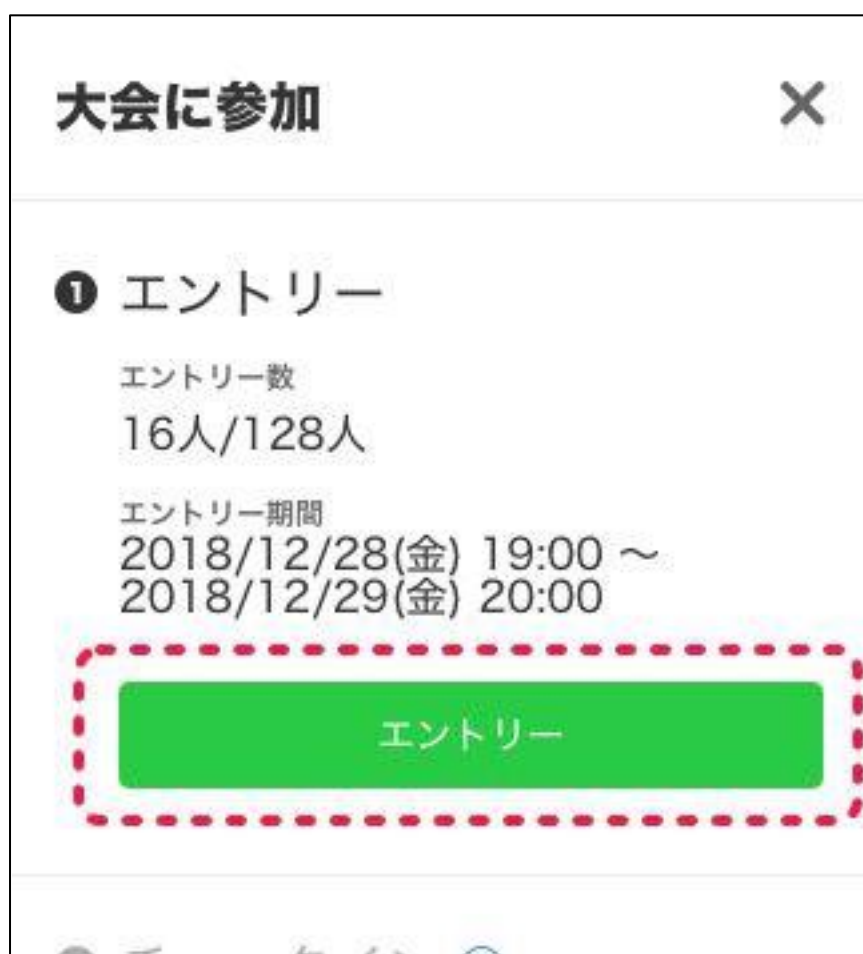 大会に参加
❶ エントリー
エントリー数
16人/128人
エントリー期間
2018/12/28(金) 19:00 〜
2018/12/29(金) 20:00
エントリー